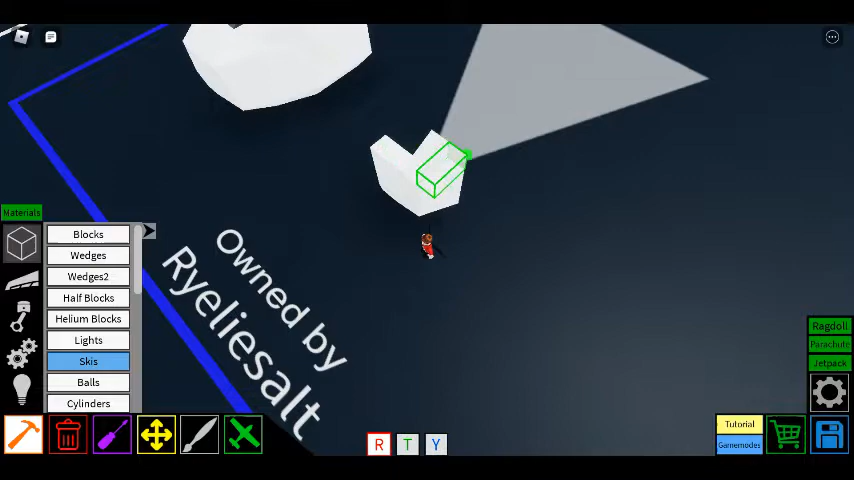 Materials
Blocks
Wedges
Wedges2
Half Blocks
Helium Blocks
Lights
Skis
Balls
Cylinders
Owned by
Ryeliesalt
R T Y
Ragdoll
Parachute
Jetpack
Tutorial
Gamemodes